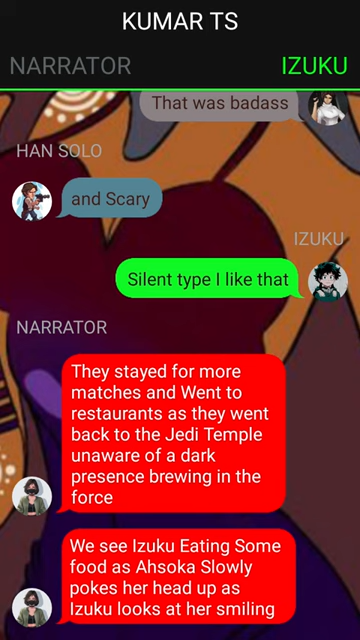 KUMAR TS
NARRATOR IZUKU
That was badass
HAN SOLO
and Scary
IZUKU
Silent type I like that
NARRATOR
They stayed for more
matches and Went to
restaurants as they went
back to the Jedi Temple
unaware of a dark
presence brewing in the
force
We see Izuku Eating Some
food as Ahsoka Slowly
pokes her head up as
Izuku looks at her smiling